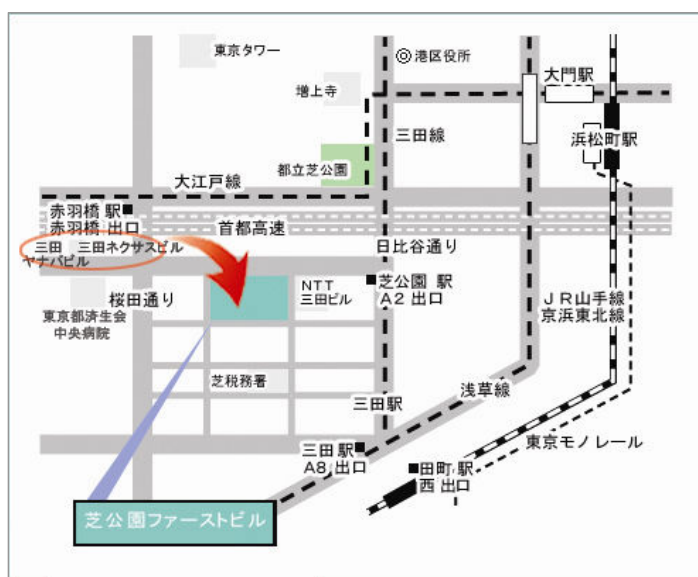 東京タワー
港区役所
大門駅
増上寺
三田線
浜松町駅
都立芝公園
大江戸線
赤羽橋 駅
赤羽橋 出口
首都高速
三田 三田ネクサスビル
ヤナバビル
日比谷通り
芝公園 駅
A2 出口
NTT
三田ビル
桜田通り
東京都済生会
中央病院
JR山手線
京浜東北線
芝税務署
三田駅
浅草線
三田 駅
A8 出口
田町 駅
西 出口
東京モノレール
芝公園ファーストビル